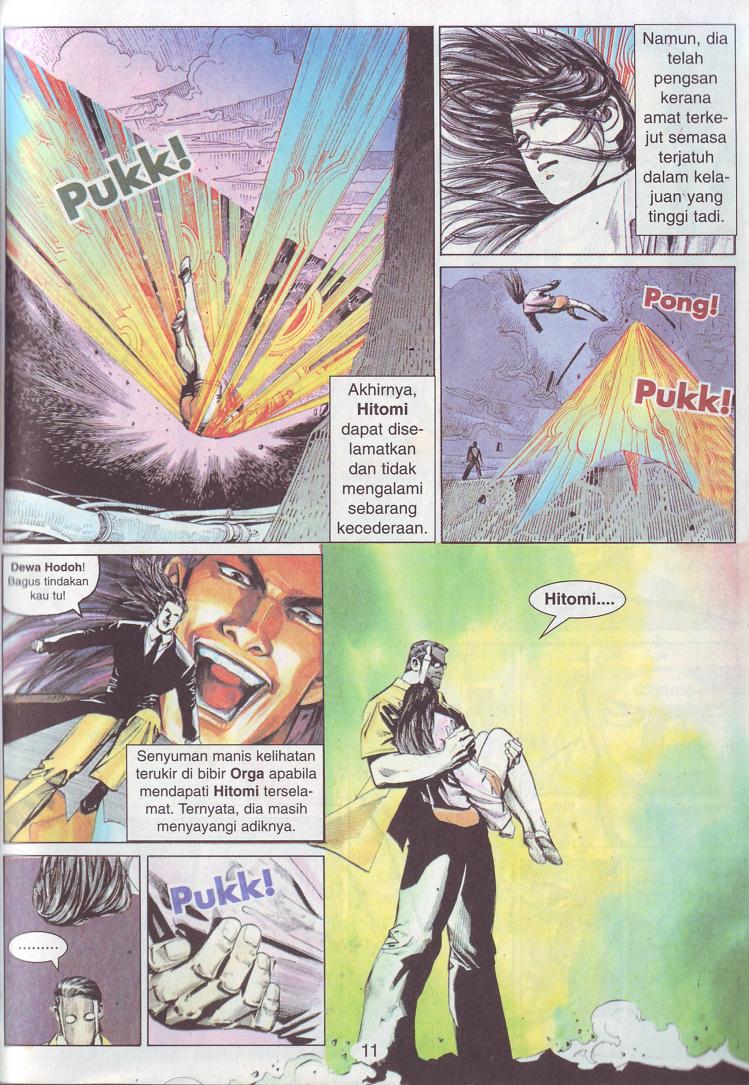 Pukk!
Akhirnya,
Hitomi
dapat dise-
lamatkan
dan tidak
mengalami
sebarang
kecederaan.
Namun, dia
telah
pengsan
kerana
amat terke-
jut semasa
terjatuh
dalam kela-
juan yang
tinggi tadi.
Pong!
Pukk!
Dewa Hodoh!
Bagus tindakan
kau tu!
Senyuman manis kelihatan
terukir di bibir Orga apabila
mendapati Hitomi tersela-
mat. Ternyata, dia masih
menyayangi adiknya.
Hitomi....
.........
Pukk!
11